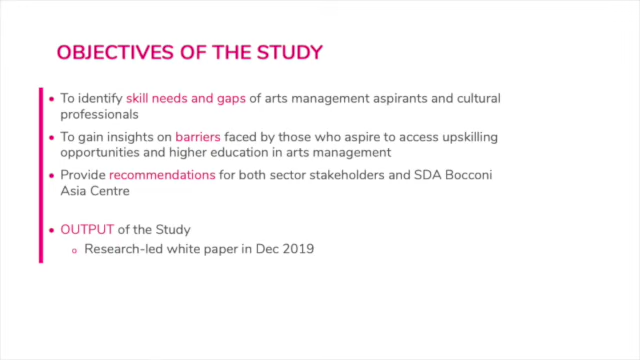 OBJECTIVES OF THE STUDY
• To identify skill needs and gaps of arts management aspirants and cultural
professionals
• To gain insights on barriers faced by those who aspire to access upskilling
opportunities and higher education in arts management
• Provide recommendations for both sector stakeholders and SDA Bocconi
Asia Centre
• OUTPUT of the Study
o Research-led white paper in Dec 2019